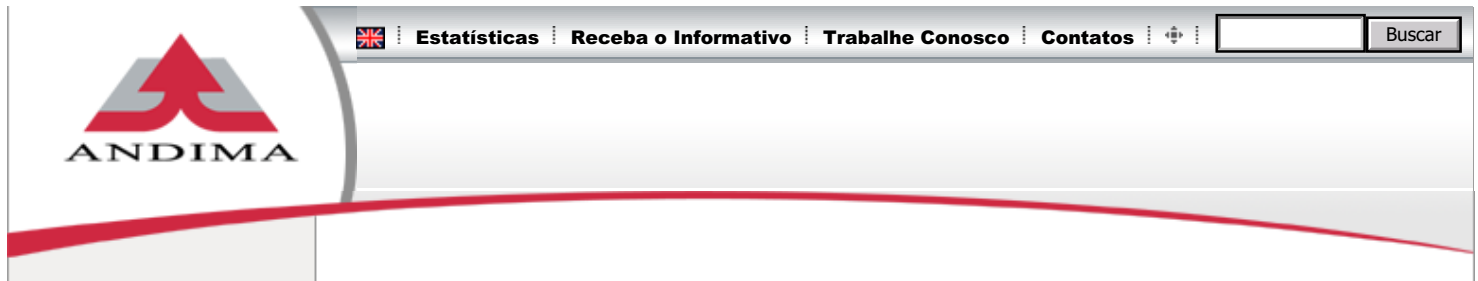 Estatísticas Receba o Informativo Trabalhe Conosco Contatos Buscar
ANDIMA